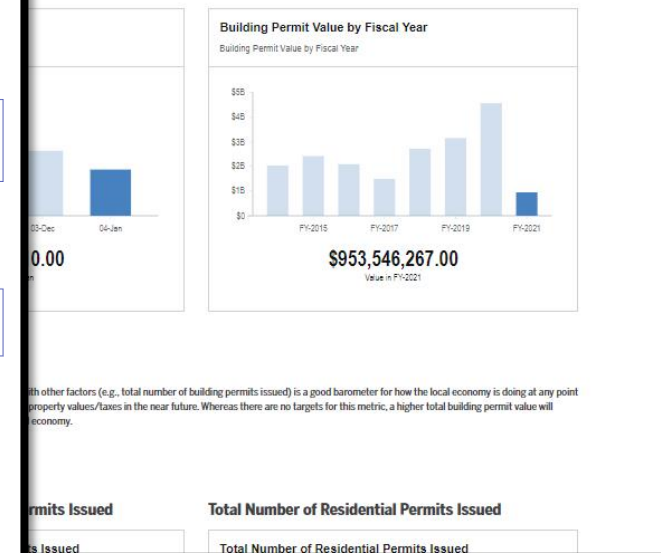 Building Permit Value by Fiscal Year
Building Permit Value by Fiscal Year
$5B
$4B
$3B
$2B
$1B
$0
FY-2015 FY-2017 FY-2019 FY-2021
$953,546,267.00
Value in FY-2021
03-Dec 04-Jan
0.00
ith other factors (e.g., total number of building permits issued) is a good barometer for how the local economy is doing at any point
property values/taxes in the near future. Whereas there are no targets for this metric, a higher total building permit value will
economy.
rmits Issued
Total Number of Residential Permits Issued
ts Issued
Total Number of Residential Permits Issued